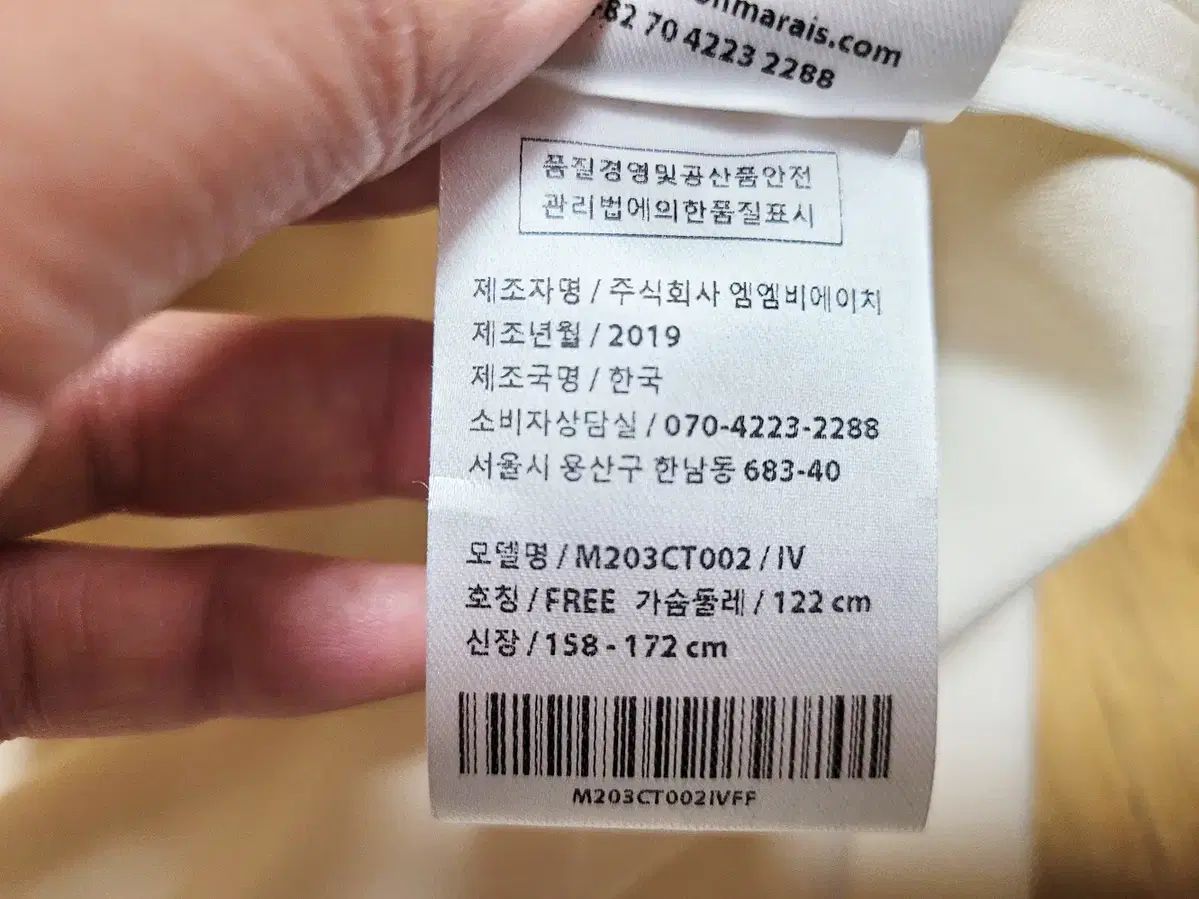 marais.com
82 70 4223 2288
품질경영및공산품안전
관리법에의한품질표시
제조자명 / 주식회사 엠엠비에이치
제조년월 / 2019
제조국명 / 한국
소비자상담실 / 070-4223-2288
서울시 용산구 한남동 683-40
모델명 / M203CT002 / IV
호칭 / FREE 가슴둘레 / 122 cm
신장 / 158 - 172 cm
M203CT002IVFF